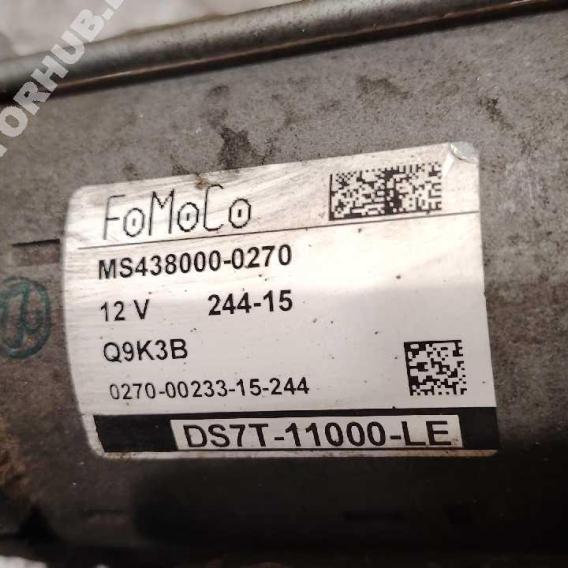 FoMoCo
MS438000-0270
12 V 244-15
Q9K3B
0270-00233-15-244
DS7T-11000-LE